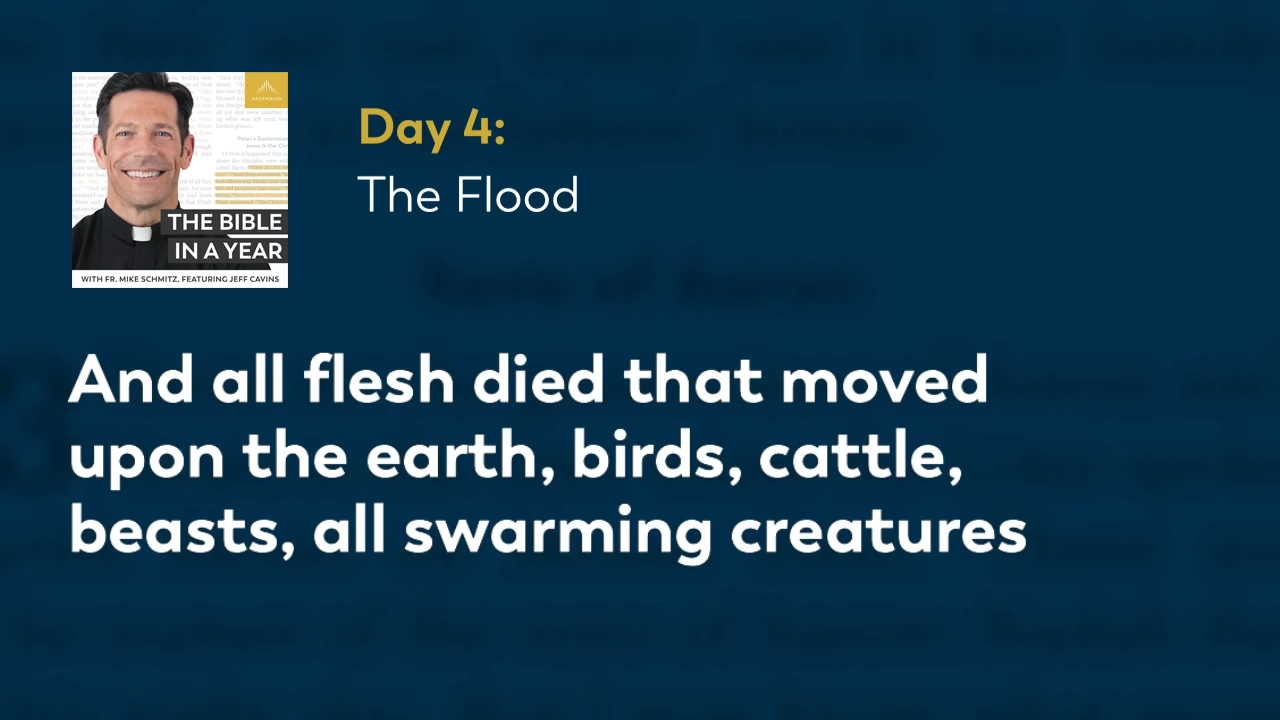 THE BIBLE
IN A YEAR
WITH FR. MIKE SCHMITZ, FEATURING JEFF CAVINS
Day 4:
The Flood
And all flesh died that moved
upon the earth, birds, cattle,
beasts, all swarming creatures